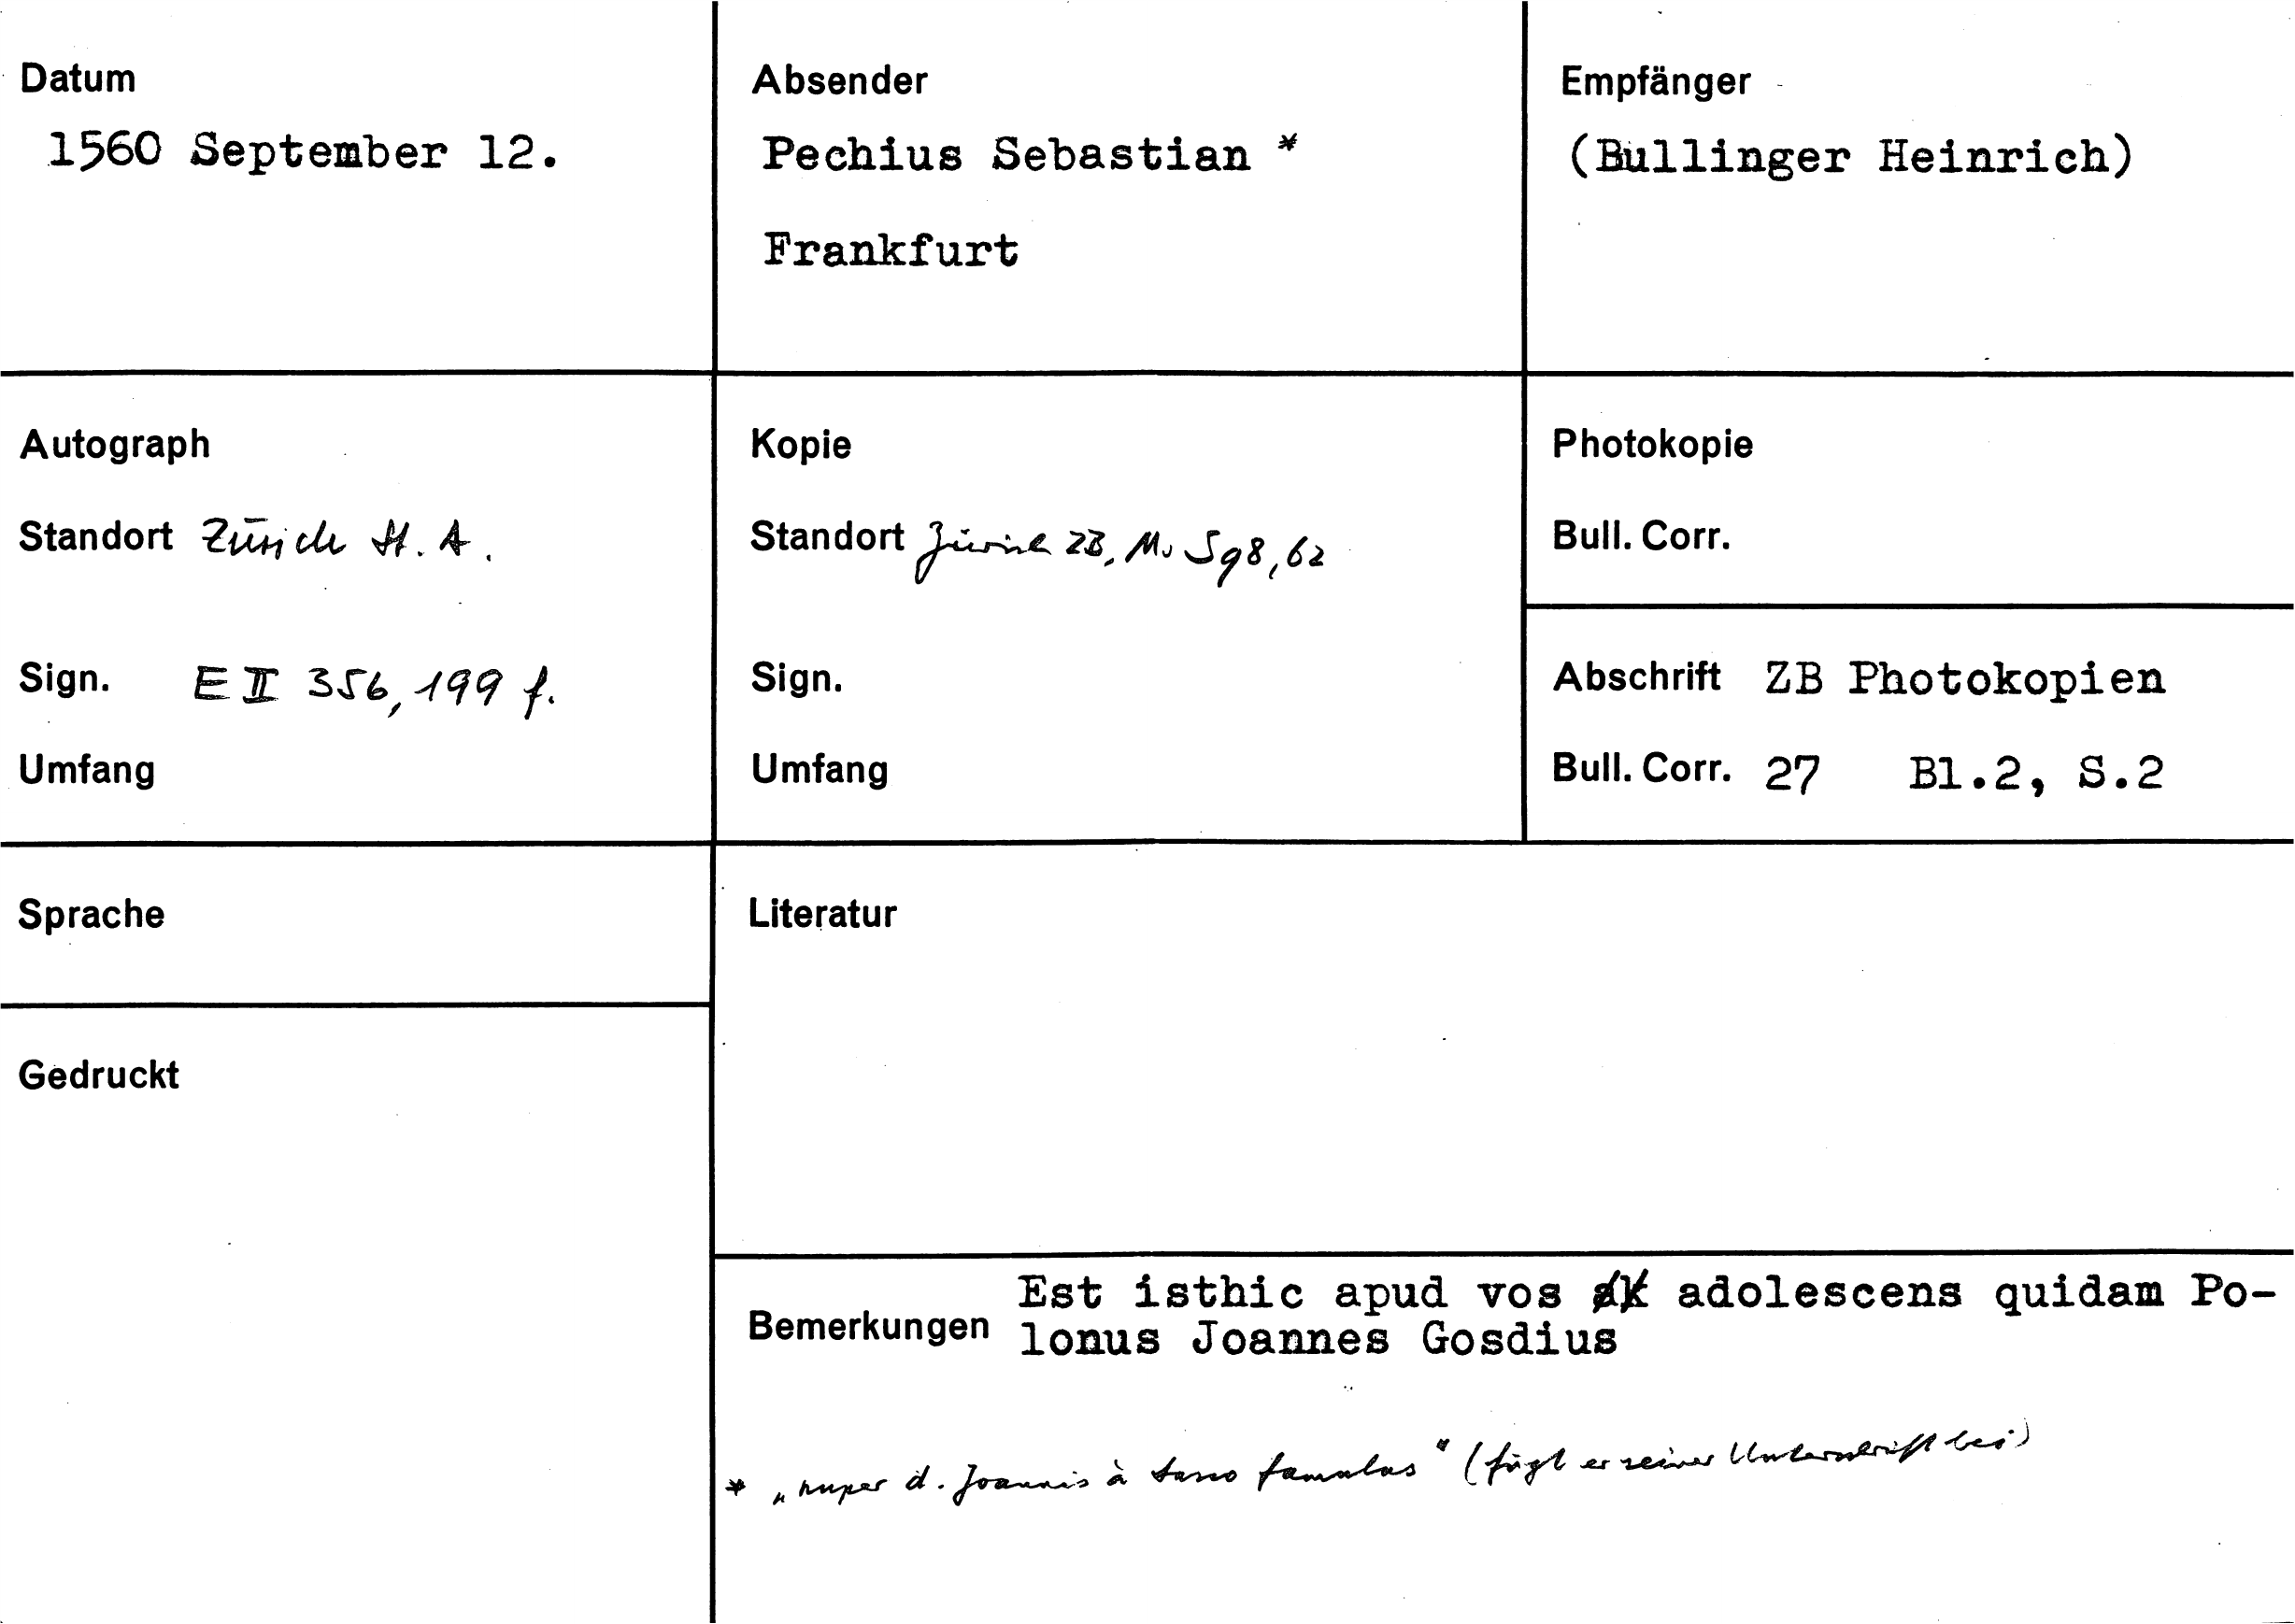 Datum
1560 September 12.
Absender
Pechius Sebastian *
Frankfurt
Empfänger
(Bullinger Heinrich)
Autograph
Standort Zürich St. A.
Sign. E II 356, 199 f.
Umfang
Kopie
Standort Zürich ZB, Ms S 98, 62
Sign.
Umfang
Photokopie
Bull. Corr.
Abschrift ZB Photokopien
Bull. Corr. 27 Bl.2, S.2
Sprache
Gedruckt
Literatur
Bemerkungen
Est isthic apud vos adolescens quidam Po-
lonus Joannes Gosdius
* „nuper d. Joannis à famulus" (fügt er seiner Unterschrift bei)